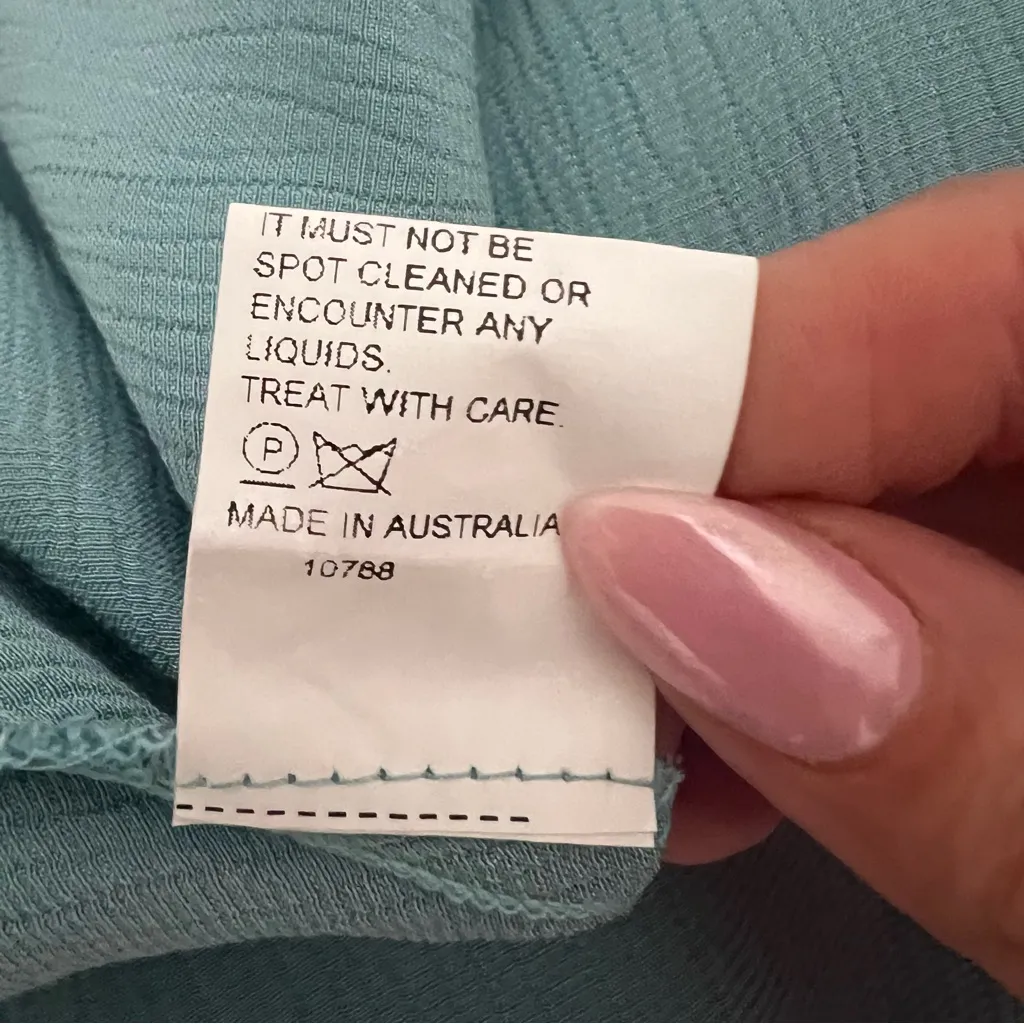 IT MUST NOT BE
SPOT CLEANED OR
ENCOUNTER ANY
LIQUIDS.
TREAT WITH CARE.
P
MADE IN AUSTRALIA
10788